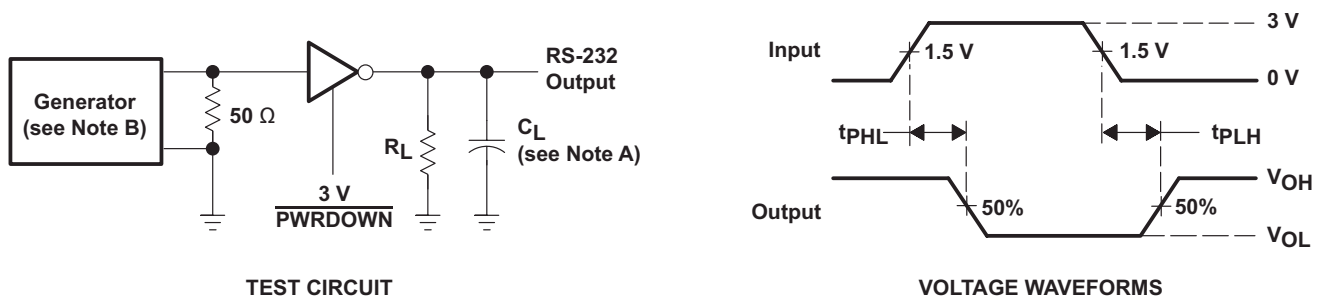 Generator
(see Note B)
50 Ω
3 V
PWRDOWN
RL
CL
(see Note A)
RS-232
Output
TEST CIRCUIT
Input
1.5 V
1.5 V
3 V
0 V
tPHL
tPLH
Output
50%
50%
VOH
VOL
VOLTAGE WAVEFORMS